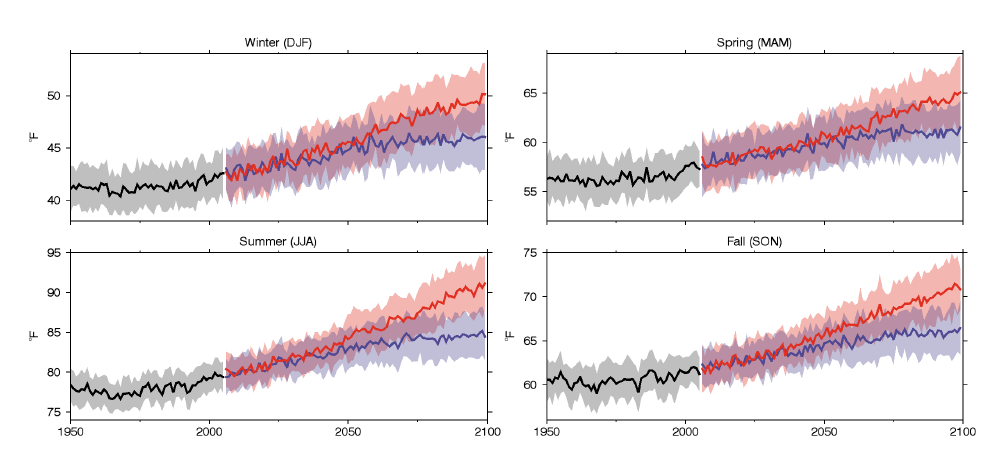 Winter (DJF)
50
45
40
°F
Spring (MAM)
65
60
55
°F
Summer (JJA)
95
90
85
80
75
°F
1950
2000
2050
2100
Fall (SON)
75
70
65
60
°F
1950
2000
2050
2100